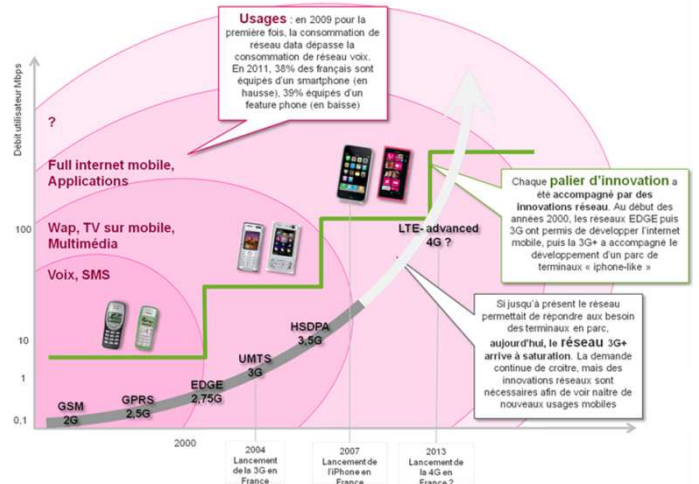 Usages : en 2009 pour la
première fois, la consommation de
réseau data dépasse la
consommation de réseau voix.
En 2011, 38% des français sont
équipés d'un smartphone (en
hausse), 39% équipés d'un
feature phone (en baisse)
Débit utilisateur Mbps
?
Full internet mobile,
Applications
Wap, TV sur mobile,
Multimédia
Voix, SMS
100
10
1
0,1
GSM
2G
GPRS
2,5G
EDGE
2,75G
UMTS
3G
HSDPA
3,5G
LTE- advanced
4G ?
Chaque palier d'innovation a
été accompagné par des
innovations réseau. Au début des
années 2000, les réseaux EDGE puis
3G ont permis de développer l'internet
mobile, puis la 3G+ a accompagné le
développement d'un parc de
terminaux « iphone-like »
Si jusqu'à présent le réseau
permettait de répondre aux besoin
des terminaux en parc,
aujourd'hui, le réseau 3G+
arrive à saturation. La demande
continue de croitre, mais des
innovations réseaux sont
nécessaires afin de voir naître de
nouveaux usages mobiles
2000
2004
Lancement
de la 3G en
France
2007
Lancement de
l'iPhone en
France
2013
Lancement de
la 4G en
France ?